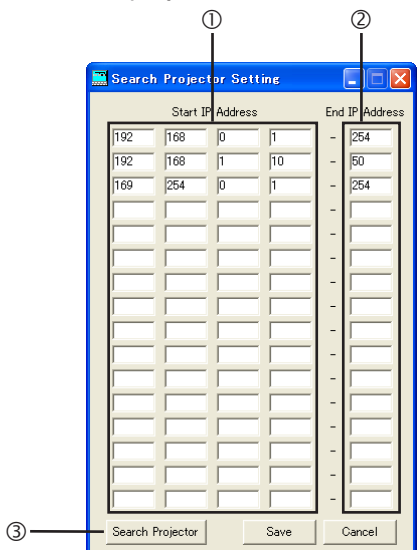 ① ②
Search Projector Setting
Start IP Address End IP Address
192 168 0 1 - 254
192 168 1 10 - 50
169 254 0 1 - 254
-
-
-
-
-
-
-
-
-
-
-
-
-
③ Search Projector Save Cancel